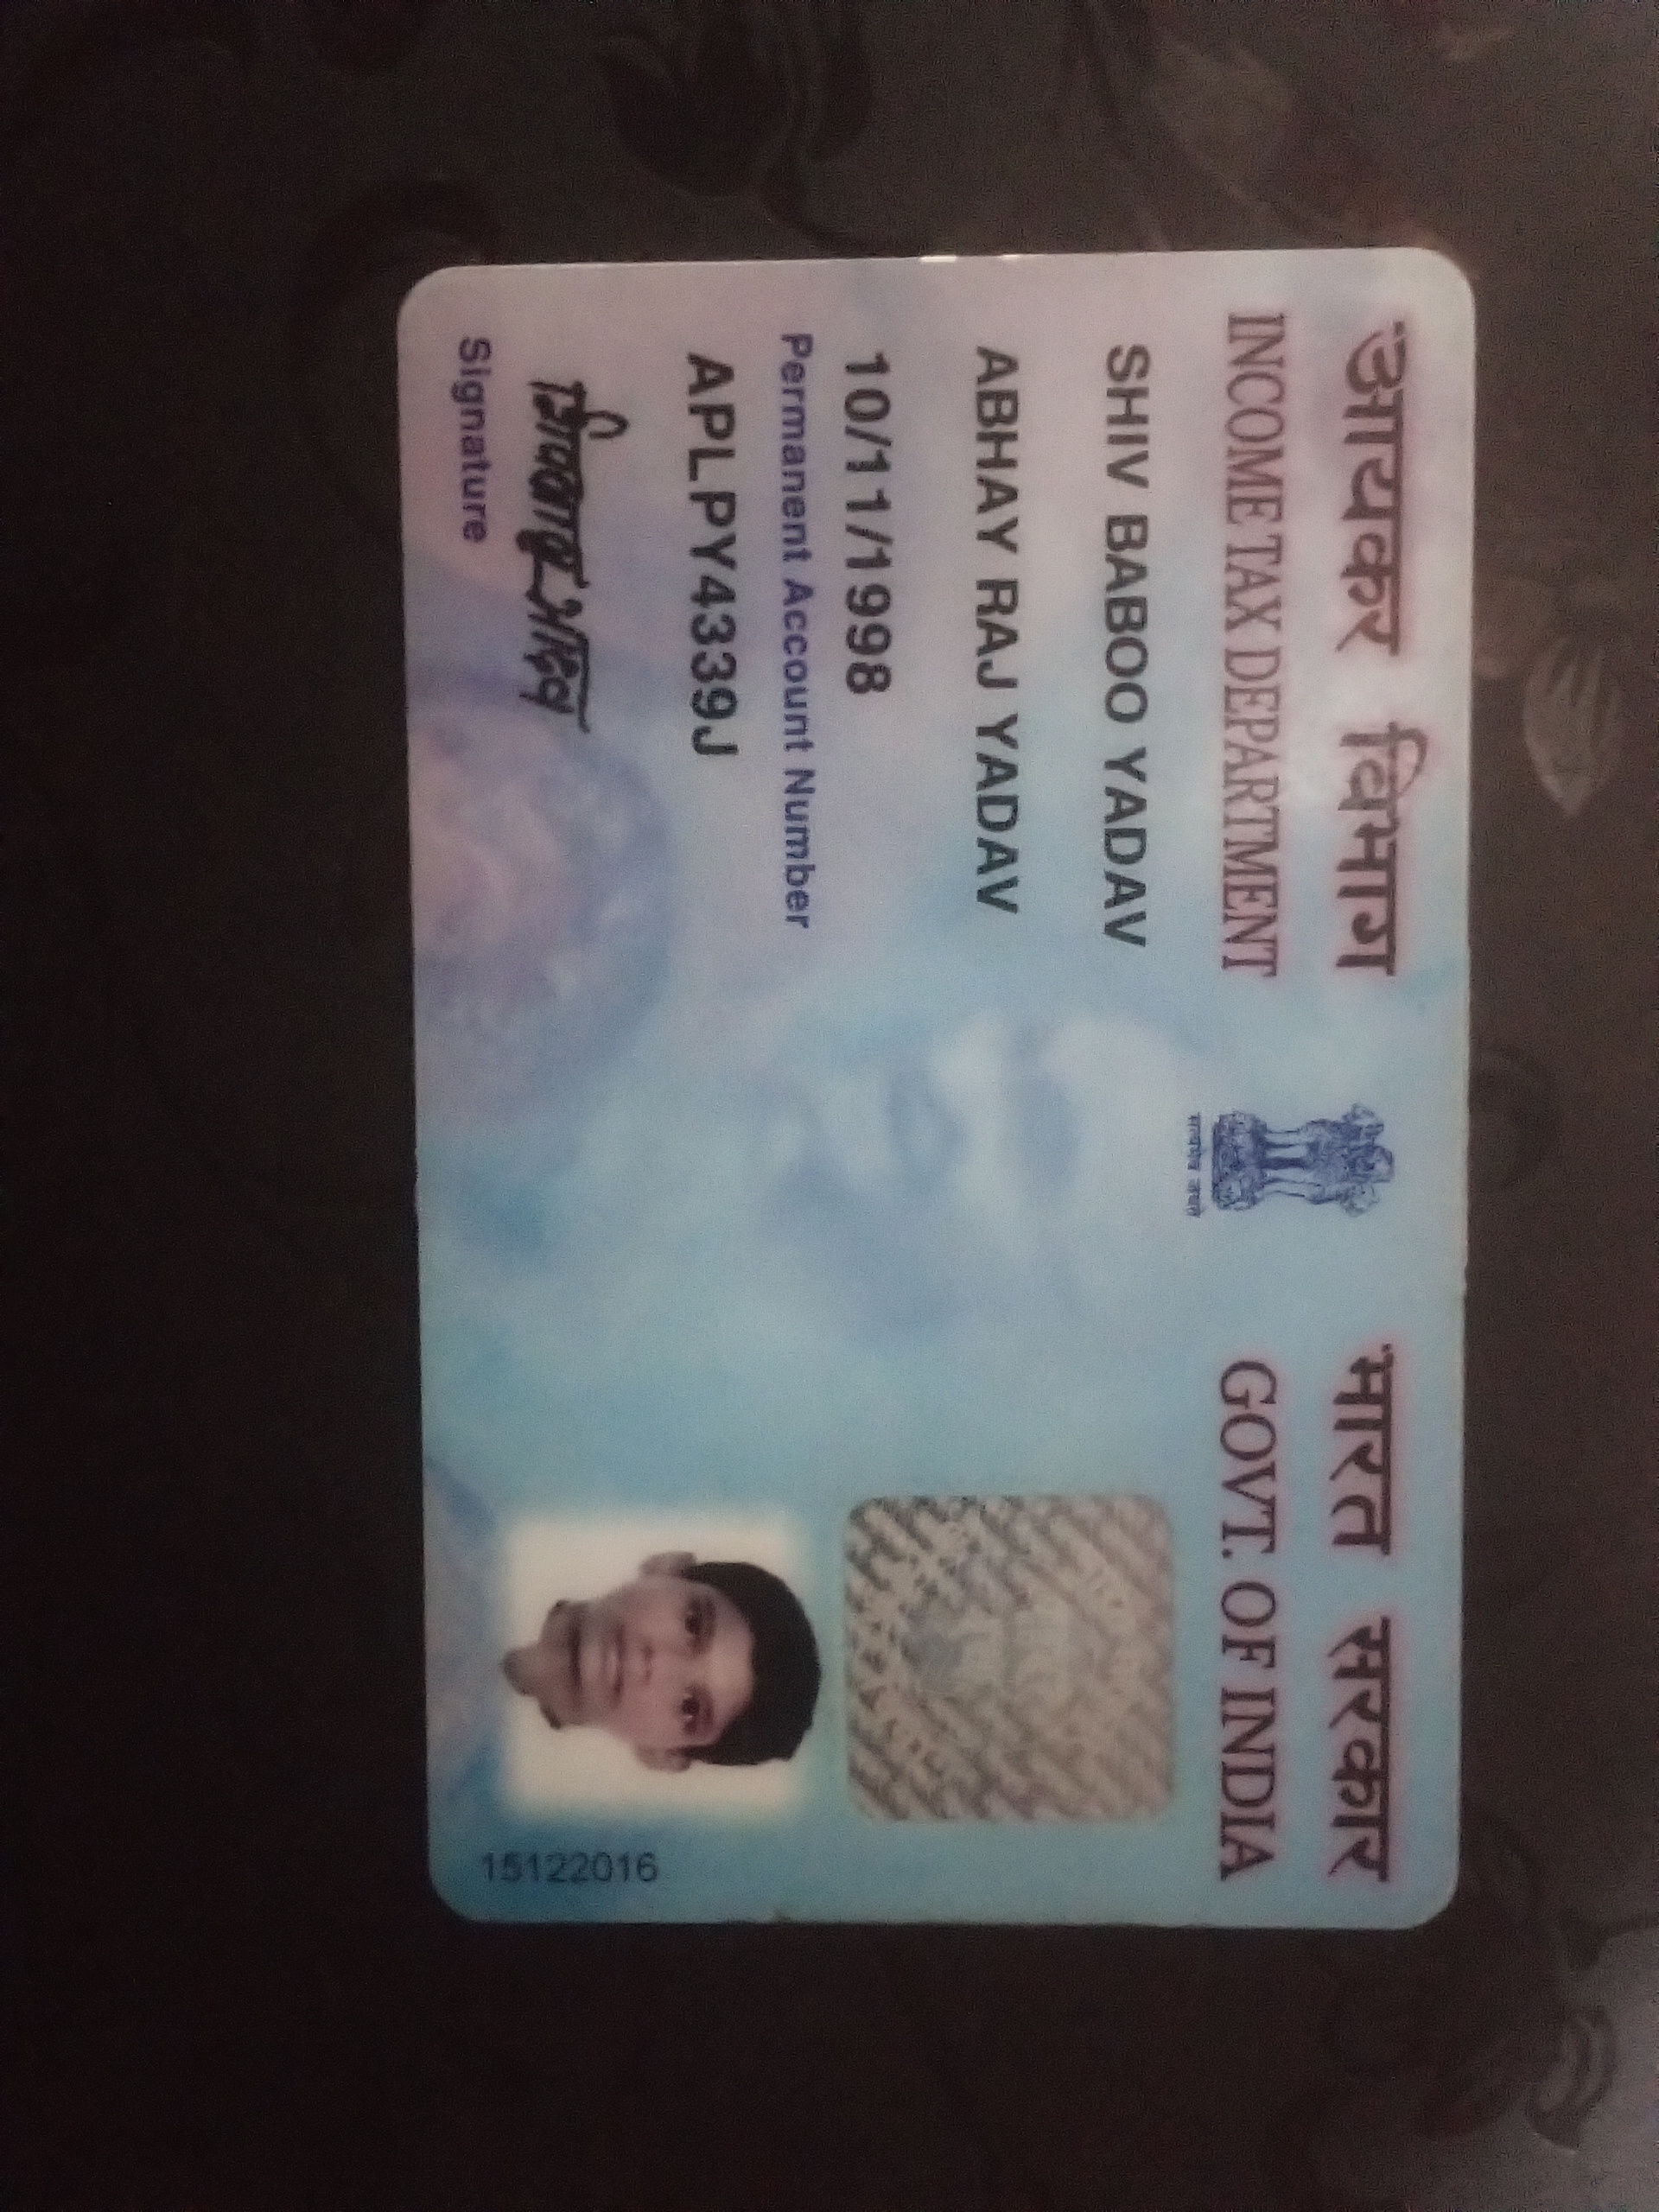 आयकर विभाग
INCOME TAX DEPARTMENT
भारत सरकार
GOVT. OF INDIA
सत्यमेव जयते
SHIV BABOO YADAV
ABHAY RAJ YADAV
10/11/1998
Permanent Account Number
APLPY4339J
Signature
15122016